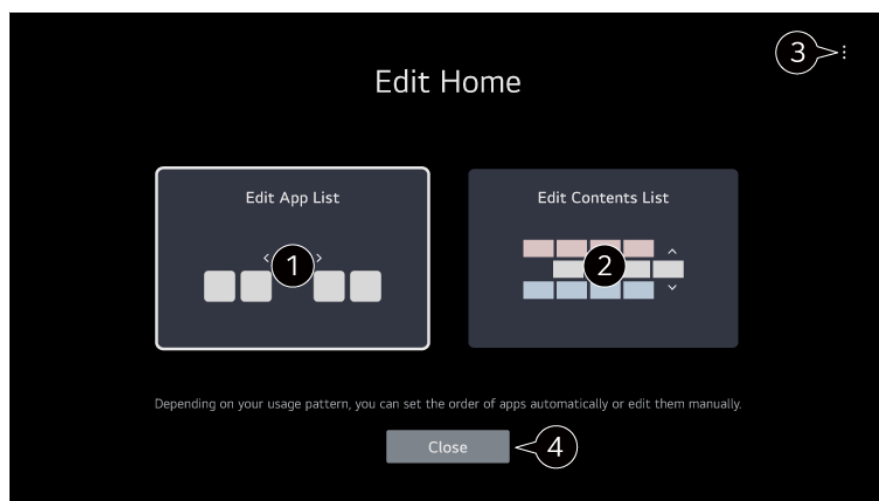 3
Edit Home
Edit App List
Edit Contents List
1
2
Depending on your usage pattern, you can set the order of apps automatically or edit them manually.
Close
4